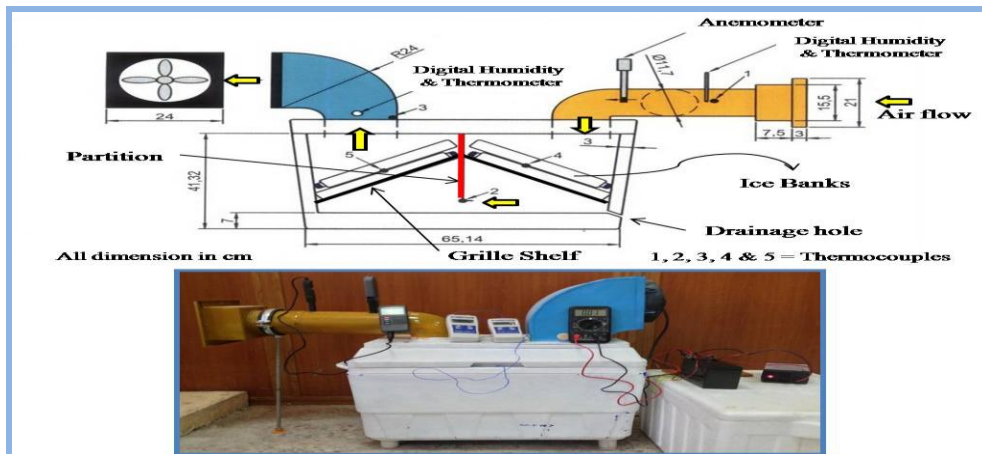 Anemometer
Digital Humidity
& Thermometer
R24
Digital Humidity
& Thermometer
Ø11.7
1
3
15,5
21
Air flow
24
7,5
3
Partition
5
4
3
41,32
Ice Banks
2
7
Drainage hole
65,14
All dimension in cm
Grille Shelf
1, 2, 3, 4 & 5 = Thermocouples